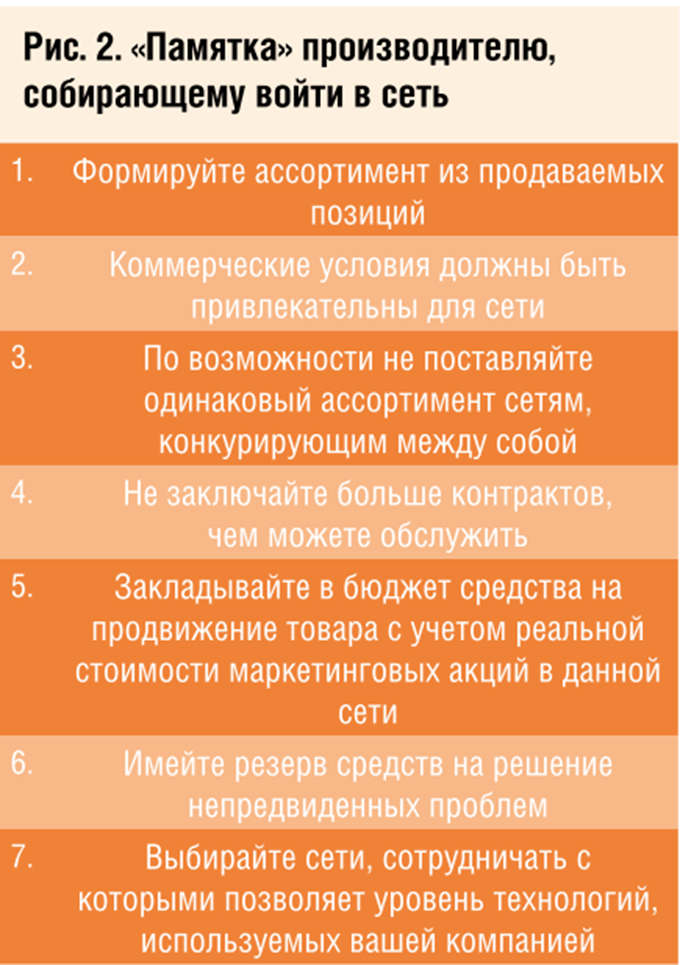 Рис. 2. «Памятка» производителю,
собирающему войти в сеть
1. Формируйте ассортимент из продаваемых
позиций
2. Коммерческие условия должны быть
привлекательны для сети
3. По возможности не поставляйте
одинаковый ассортимент сетям,
конкурирующим между собой
4. Не заключайте больше контрактов,
чем можете обслужить
5. Закладывайте в бюджет средства на
продвижение товара с учетом реальной
стоимости маркетинговых акций в данной
сети
6. Имейте резерв средств на решение
непредвиденных проблем
7. Выбирайте сети, сотрудничать с
которыми позволяет уровень технологий,
используемых вашей компанией